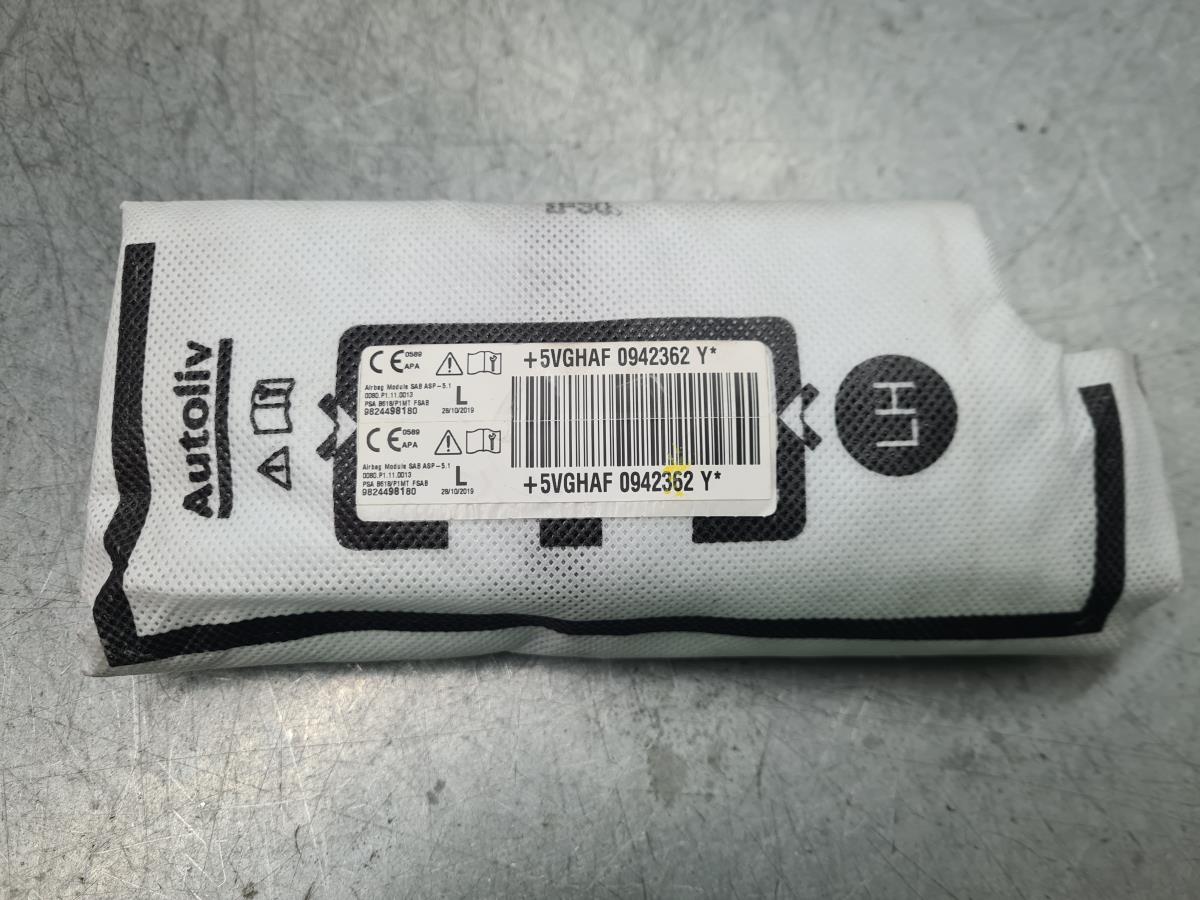 Autoliv
CE 0589
APA
Airbag Module SAB ASP-5.1
0080.P1.11.0013
PSA B618/P1MT FSAB
9824498180
L
28/10/2019
CE 0589
APA
Airbag Module SAB ASP-5.1
0080.P1.11.0013
PSA B618/P1MT FSAB
9824498180
L
28/10/2019
+5VGHAF 0942362 Y*
+5VGHAF 0942362 Y*
LH